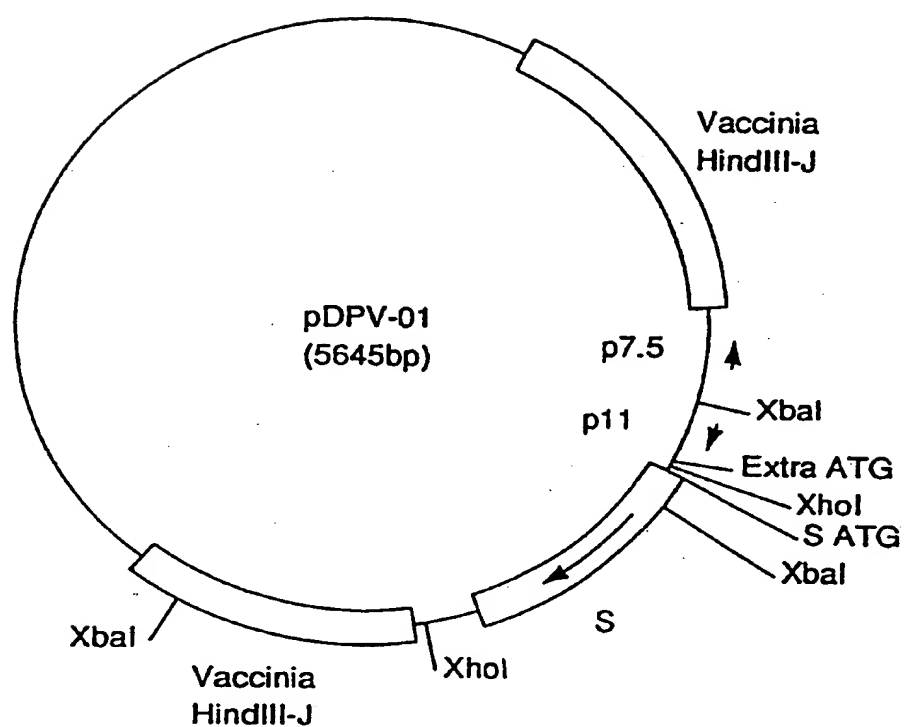 Vaccinia
HindIII-J
pDPV-01
(5645bp)
p7.5
XbaI
p11
Extra ATG
XhoI
S ATG
XbaI
S
XbaI
XhoI
Vaccinia
HindIII-J